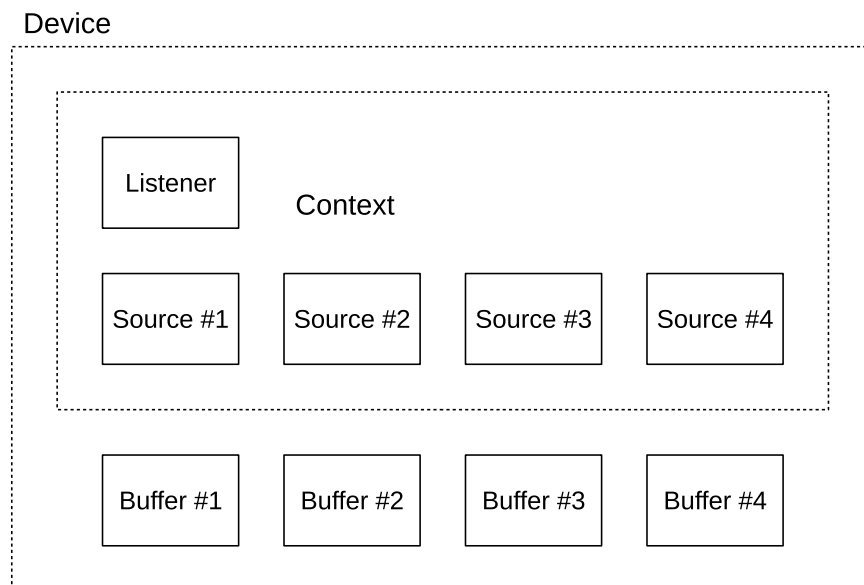 Device
Listener
Context
Source #1 Source #2 Source #3 Source #4
Buffer #1 Buffer #2 Buffer #3 Buffer #4